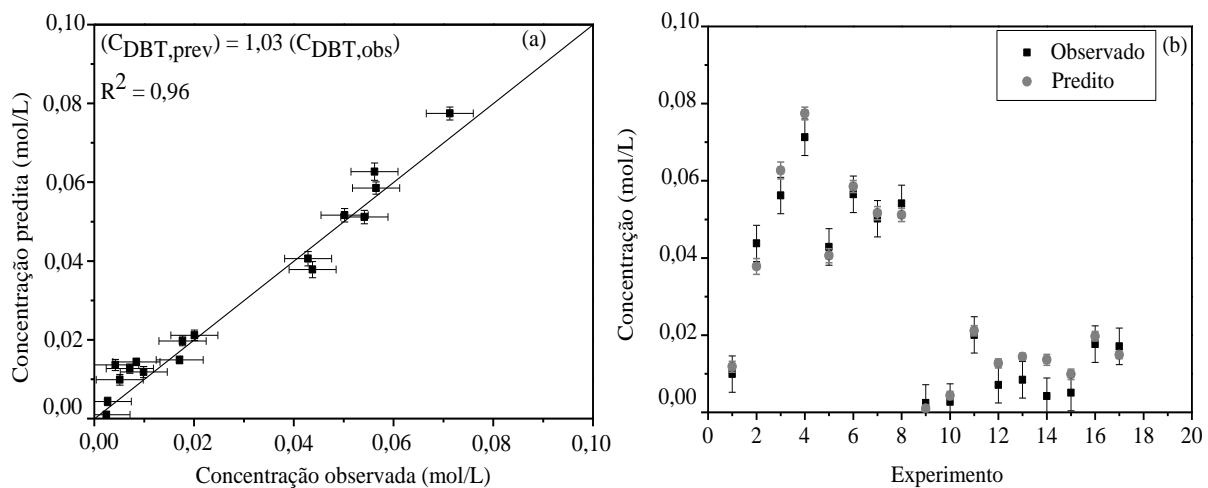 (C_DBT,prev) = 1,03 (C_DBT,obs)
R² = 0,96
(a)
Concentração predita (mol/L)
0,10
0,08
0,06
0,04
0,02
0,00
0,00 0,02 0,04 0,06 0,08 0,10
Concentração observada (mol/L)
(b)
Observado
Predito
Concentração (mol/L)
0,10
0,08
0,06
0,04
0,02
0,00
0 2 4 6 8 10 12 14 16 18 20
Experimento